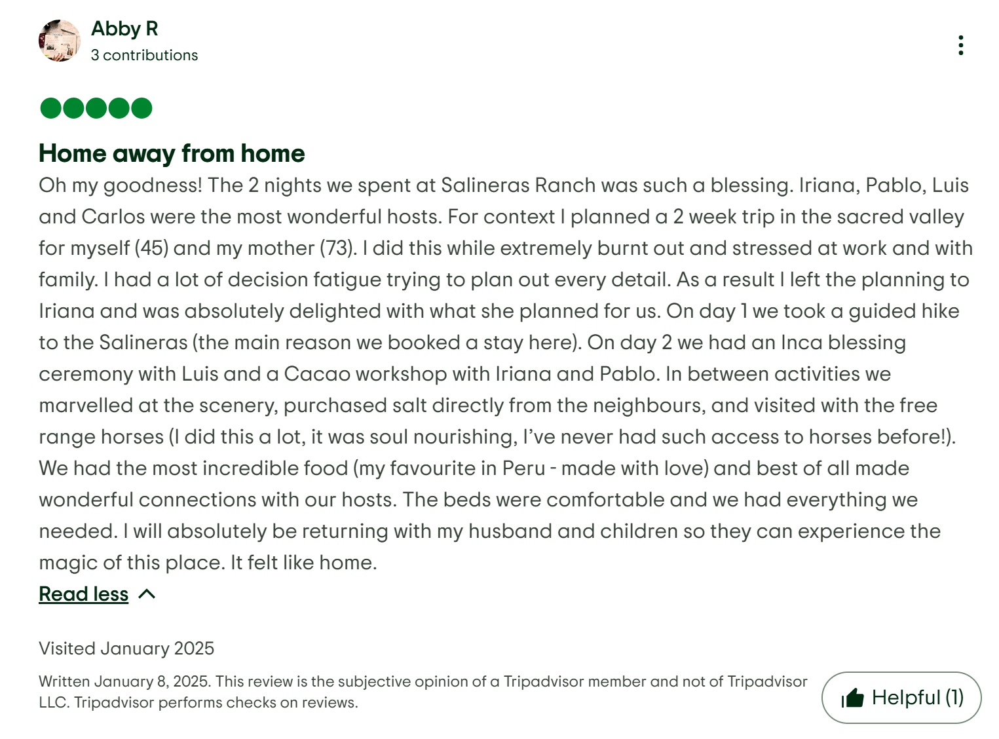 Abby R
3 contributions
Home away from home
Oh my goodness! The 2 nights we spent at Salineras Ranch was such a blessing. Iriana, Pablo, Luis
and Carlos were the most wonderful hosts. For context I planned a 2 week trip in the sacred valley
for myself (45) and my mother (73). I did this while extremely burnt out and stressed at work and with
family. I had a lot of decision fatigue trying to plan out every detail. As a result I left the planning to
Iriana and was absolutely delighted with what she planned for us. On day 1 we took a guided hike
to the Salineras (the main reason we booked a stay here). On day 2 we had an Inca blessing
ceremony with Luis and a Cacao workshop with Iriana and Pablo. In between activities we
marvelled at the scenery, purchased salt directly from the neighbours, and visited with the free
range horses (I did this a lot, it was soul nourishing, I’ve never had such access to horses before!).
We had the most incredible food (my favourite in Peru - made with love) and best of all made
wonderful connections with our hosts. The beds were comfortable and we had everything we
needed. I will absolutely be returning with my husband and children so they can experience the
magic of this place. It felt like home.
Read less
Visited January 2025
Written January 8, 2025. This review is the subjective opinion of a Tripadvisor member and not of Tripadvisor
LLC. Tripadvisor performs checks on reviews.
Helpful (1)